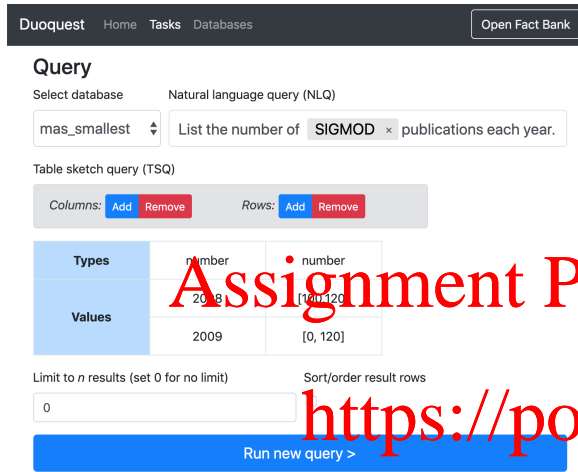 Duoquest Home Tasks Databases Open Fact Bank
Query
Select database Natural language query (NLQ)
mas_smallest List the number of SIGMOD × publications each year.
Table sketch query (TSQ)
Columns: Add Remove Rows: Add Remove
Types number number
Assignment P
Values
2009 [0, 120]
Limit to n results (set 0 for no limit) Sort/order result rows
0
https://po
Run new query >